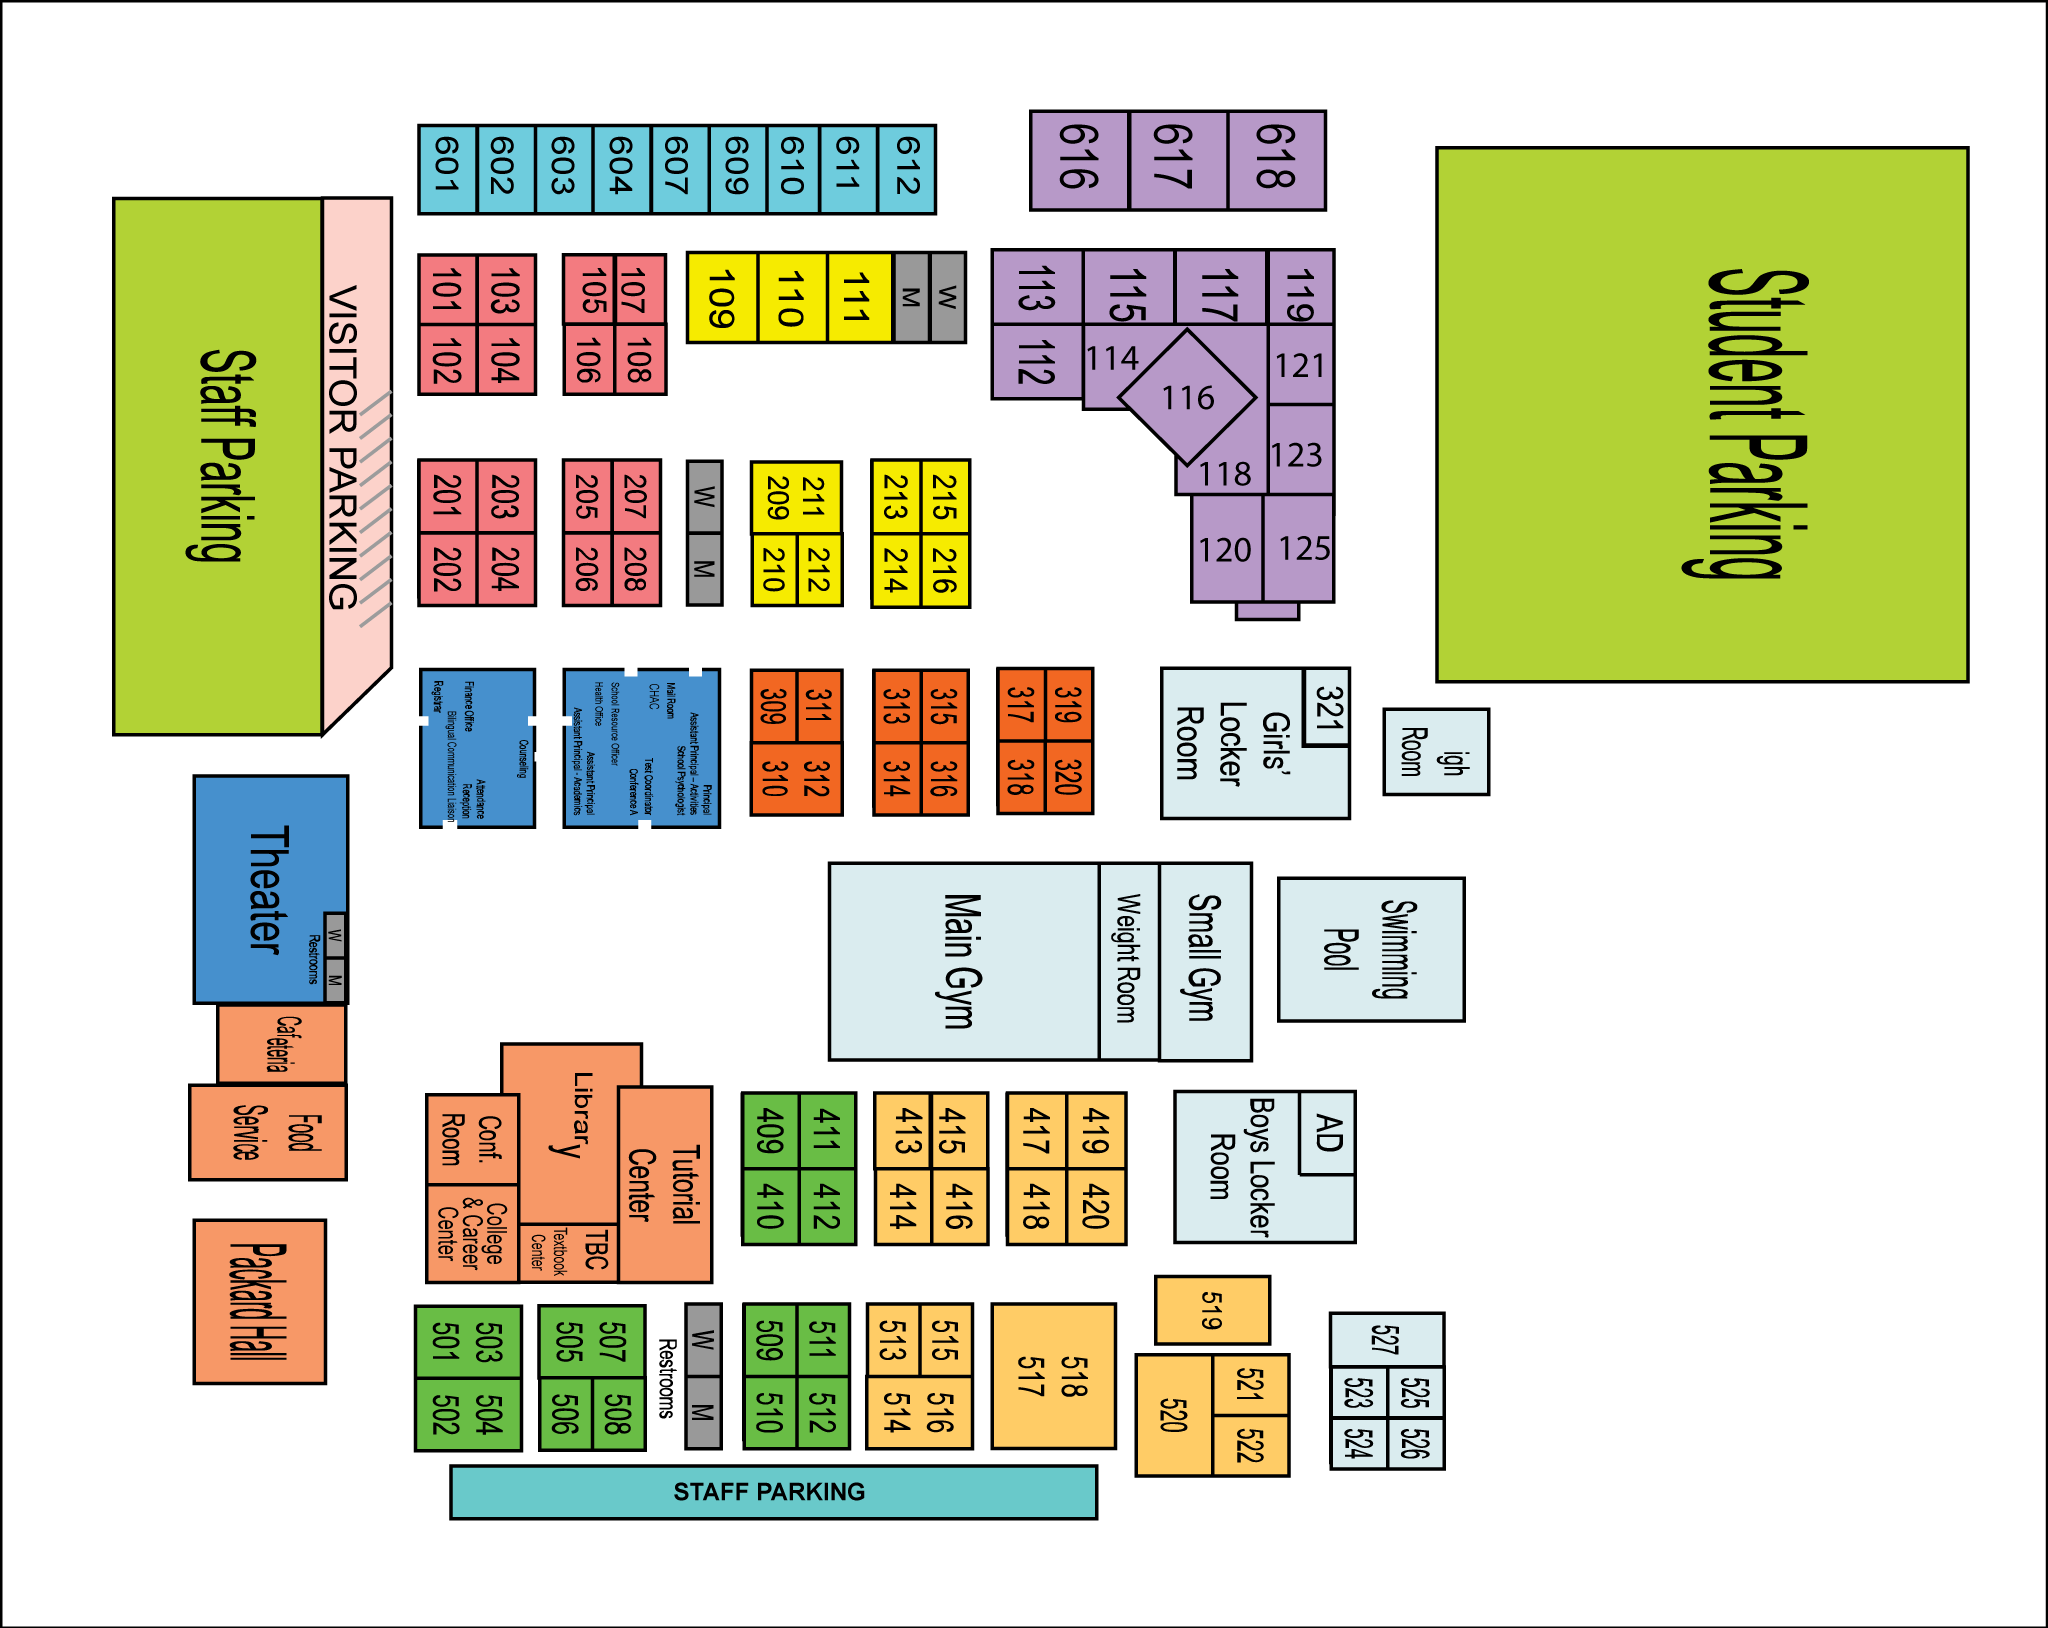 601
602
603
604
607
609
610
611
612
616
617
618
Student Parking
Staff Parking
VISITOR PARKING
101
103
102
104
105
107
106
108
109
110
111
M
W
113
115
117
119
112
114
116
121
118
123
120
125
201
203
202
204
205
207
206
208
W
M
211
209
210
212
213
215
214
216
Finance Office
Registrar
Bilingual Communication Liaison
Counseling
Attendance
Reception
Mail Room
CHAC
School Resource Officer
Health Office
Assistant Principal - Academics
Assistant Principal
Assistant Principal – Activities
School Psychologist
Principal
Test Coordinator
Conference A
309
311
310
312
313
315
314
316
317
319
318
320
321
Girls’
Locker
Room
igh
Room
Theater
W
M
Restrooms
Cafeteria
Food
Service
Packard Hall
Main Gym
Weight Room
Small Gym
Swimming
Pool
Library
Tutorial
Center
Conf.
Room
College
& Career
Center
TBC
Textbook
Center
409
411
410
412
413
415
414
416
417
419
418
420
AD
Boys Locker
Room
503
501
504
502
507
505
506
508
W
M
Restrooms
509
511
510
512
513
515
516
514
518
517
519
520
521
522
527
523
525
524
526
STAFF PARKING